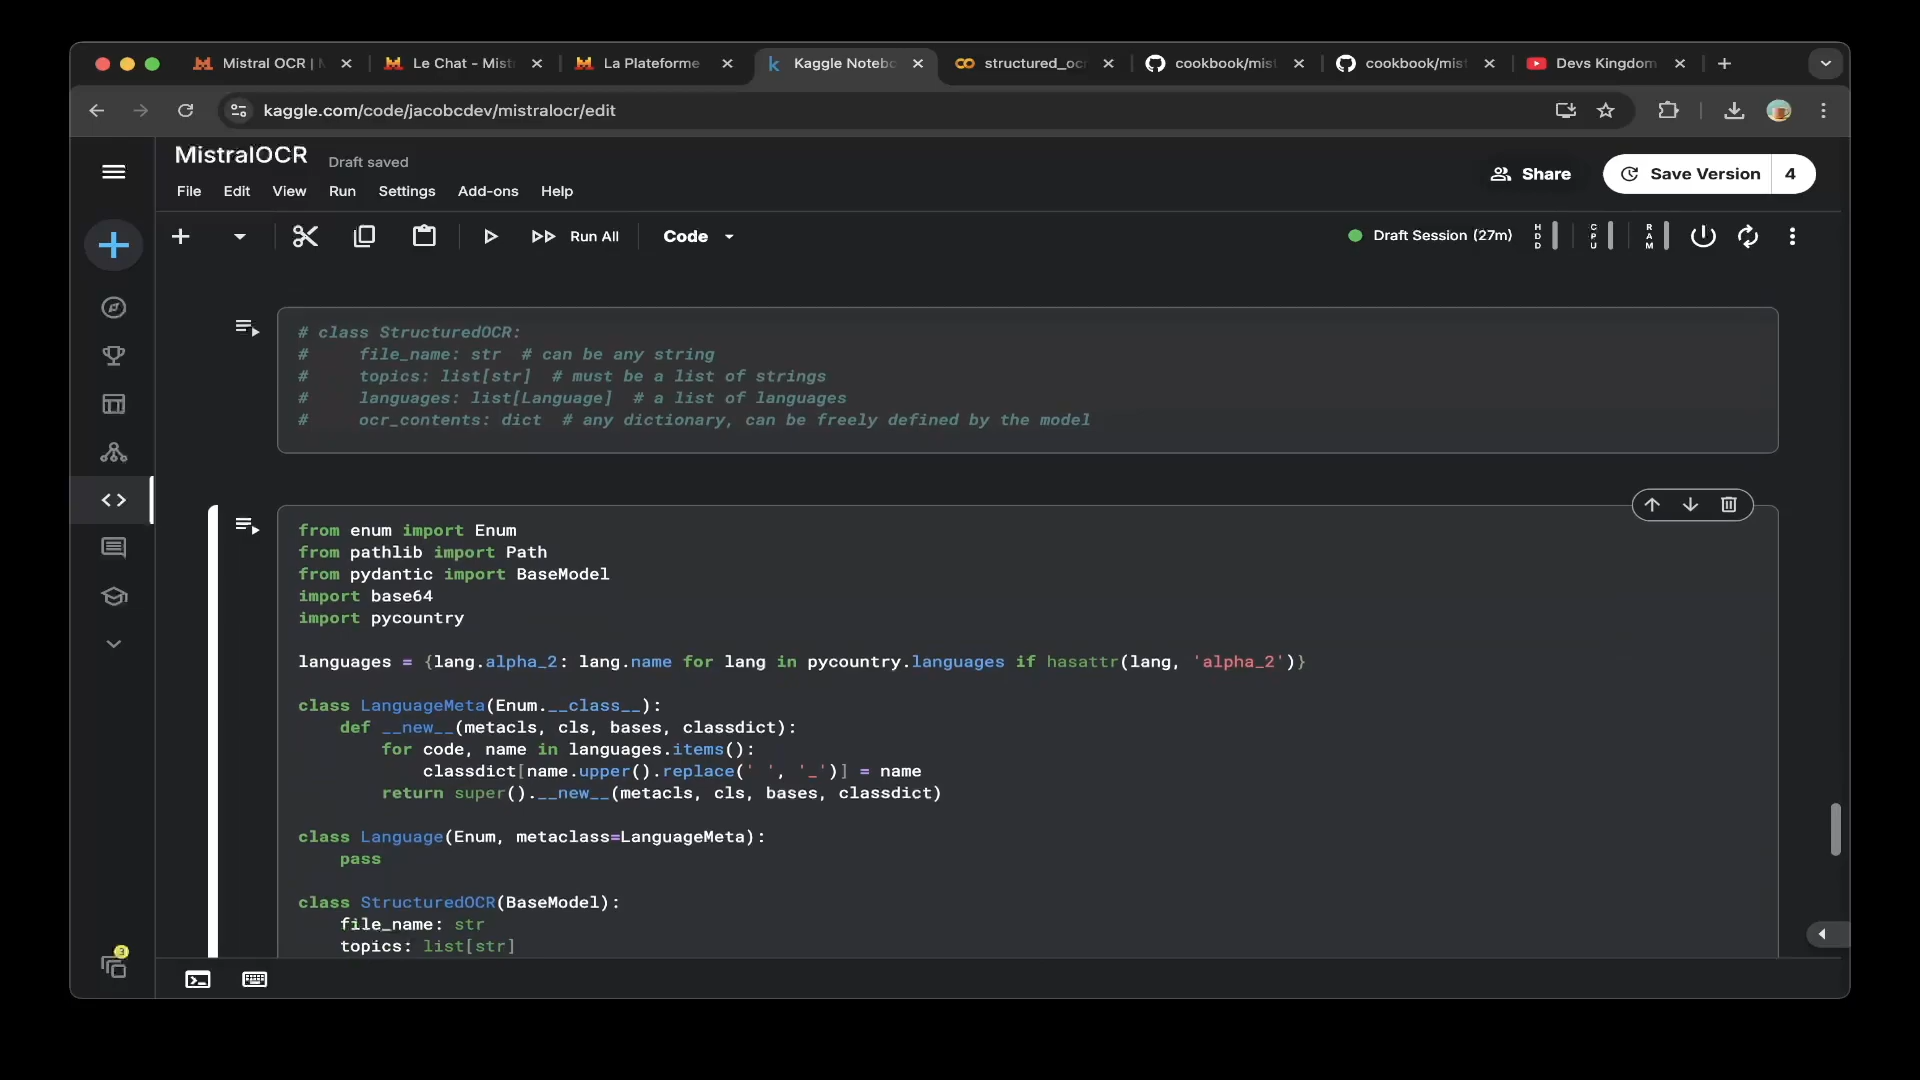 Mistral OCR |
Le Chat - Mist
La Plateforme
Kaggle Notebo
structured_oc
cookbook/mist
cookbook/mist
Devs Kingdom
kaggle.com/code/jacobcdev/mistralocr/edit
MistralOCR
Draft saved
File
Edit
View
Run
Settings
Add-ons
Help
Share
Save Version
4
Run All
Code
Draft Session (27m)
HDD
CPU
RAM
# class StructuredOCR:
#     file_name: str  # can be any string
#     topics: list[str]  # must be a list of strings
#     languages: list[Language]  # a list of languages
#     ocr_contents: dict  # any dictionary, can be freely defined by the model
from enum import Enum
from pathlib import Path
from pydantic import BaseModel
import base64
import pycountry
languages = {lang.alpha_2: lang.name for lang in pycountry.languages if hasattr(lang, 'alpha_2')}
class LanguageMeta(Enum.__class__):
    def __new__(metacls, cls, bases, classdict):
        for code, name in languages.items():
            classdict[name.upper().replace(' ', '_')] = name
        return super().__new__(metacls, cls, bases, classdict)
class Language(Enum, metaclass=LanguageMeta):
    pass
class StructuredOCR(BaseModel):
    file_name: str
    topics: list[str]
3